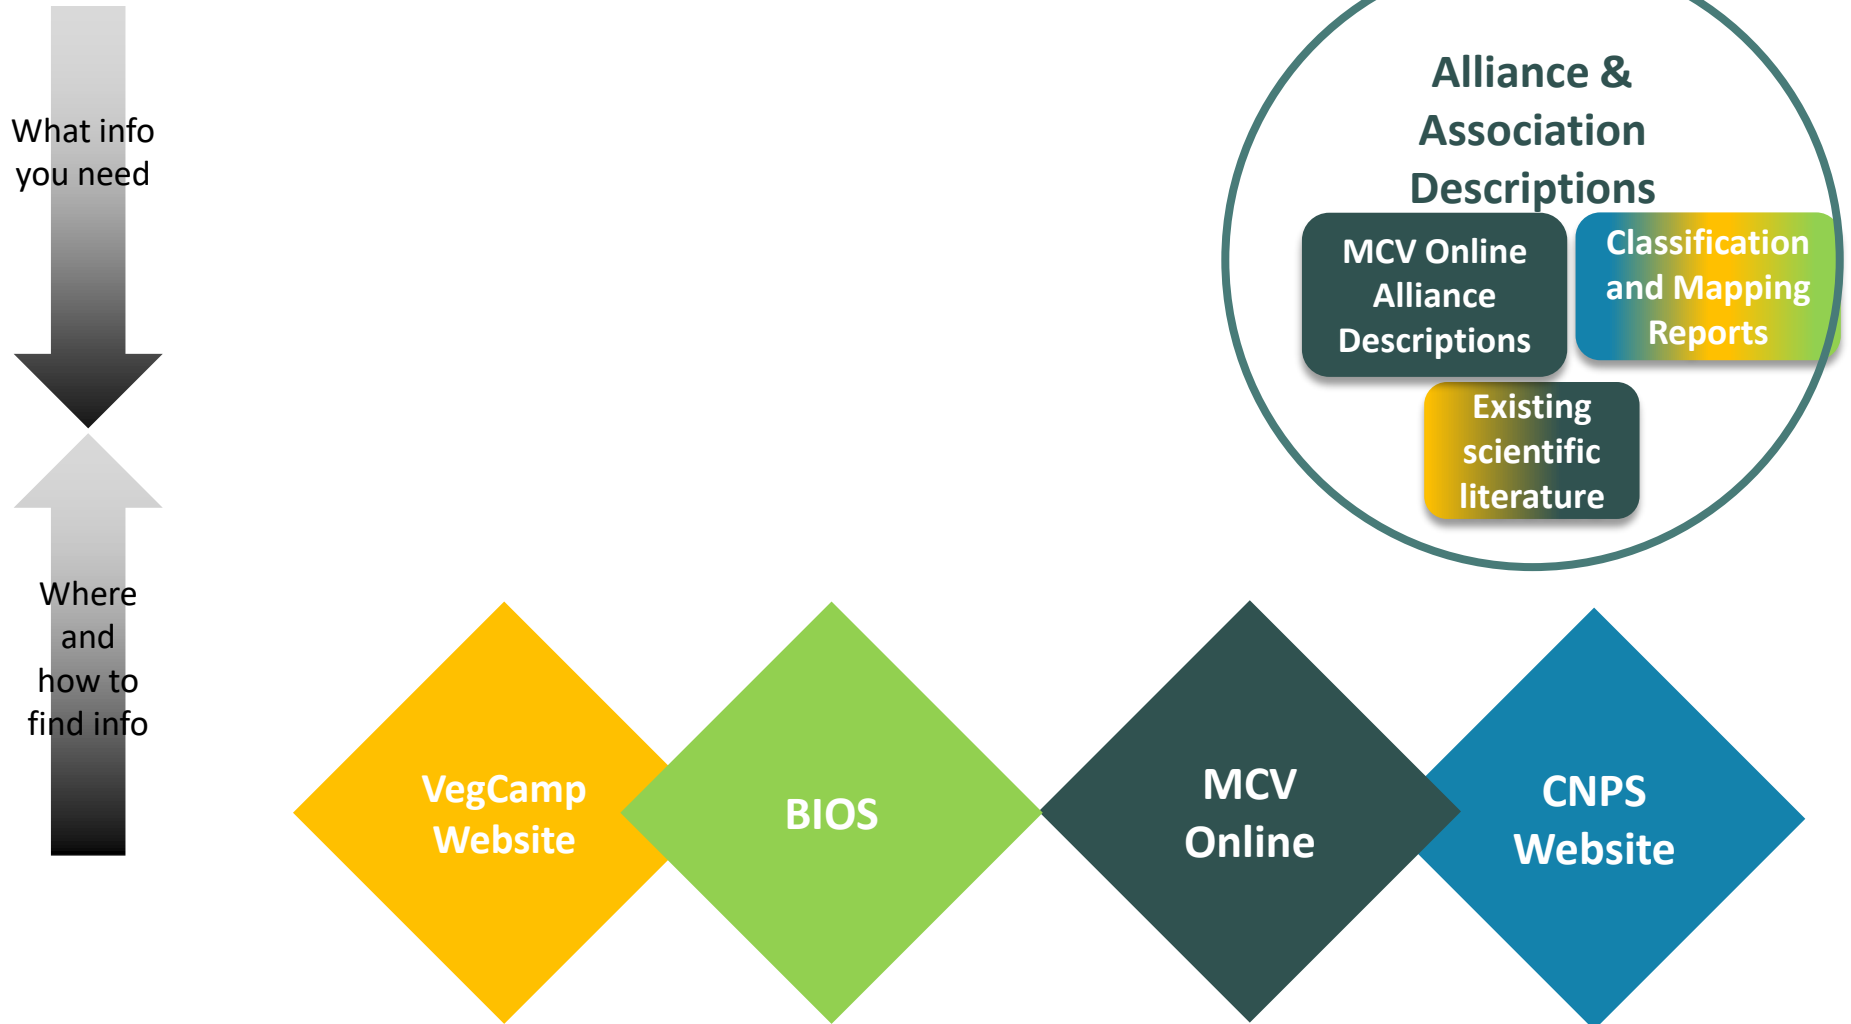 What info
you need
Alliance &
Association
Descriptions
MCV Online
Alliance
Descriptions
Classification
and Mapping
Reports
Existing
scientific
literature
Where
and
how to
find info
VegCamp
Website
BIOS
MCV
Online
CNPS
Website